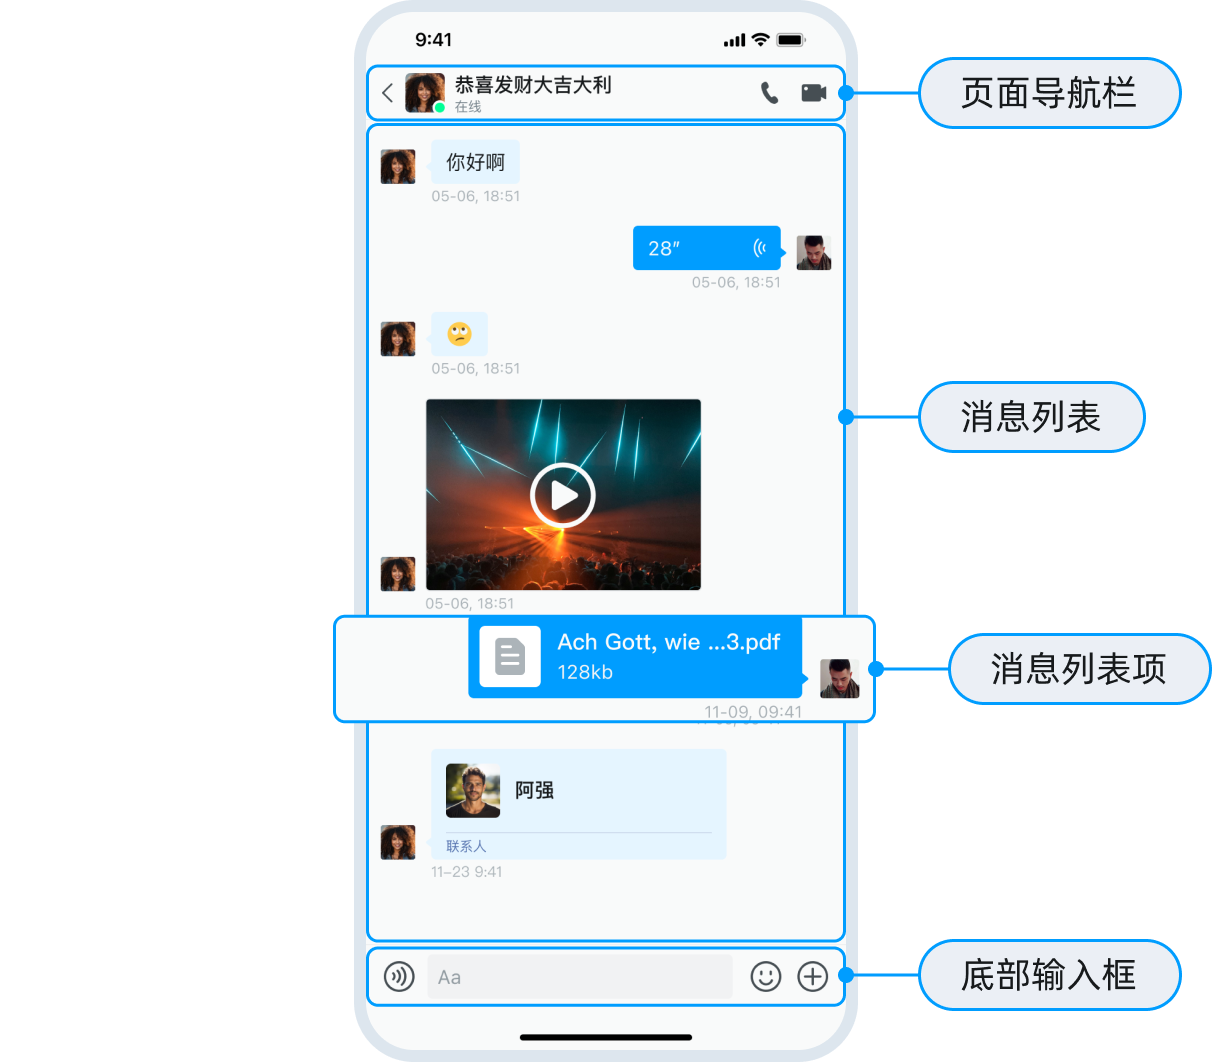 9:41
恭喜发财大吉大利
在线
页面导航栏
你好啊
05-06, 18:51
28″
05-06, 18:51
05-06, 18:51
消息列表
05-06, 18:51
Ach Gott, wie ...3.pdf
128kb
消息列表项
11-09, 09:41
阿强
联系人
11-23 9:41
Aa
底部输入框